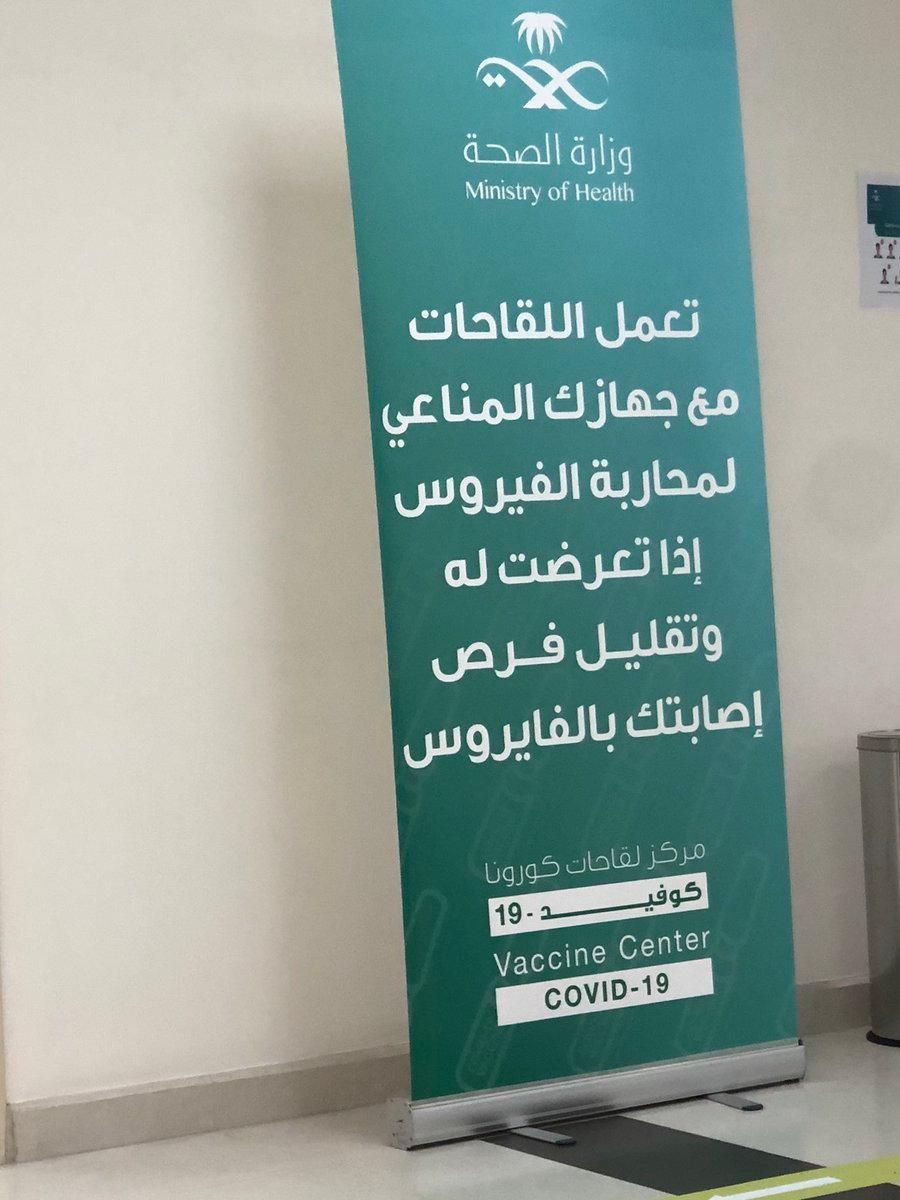 وزارة الصحة
Ministry of Health
تعمل اللقاحات
مع جهازك المناعي
لمحاربة الفيروس
إذا تعرضت له
وتقليل فرص
إصابتك بالفايروس
مركز لقاحات كورونا
كوفيد - 19
Vaccine Center
COVID-19